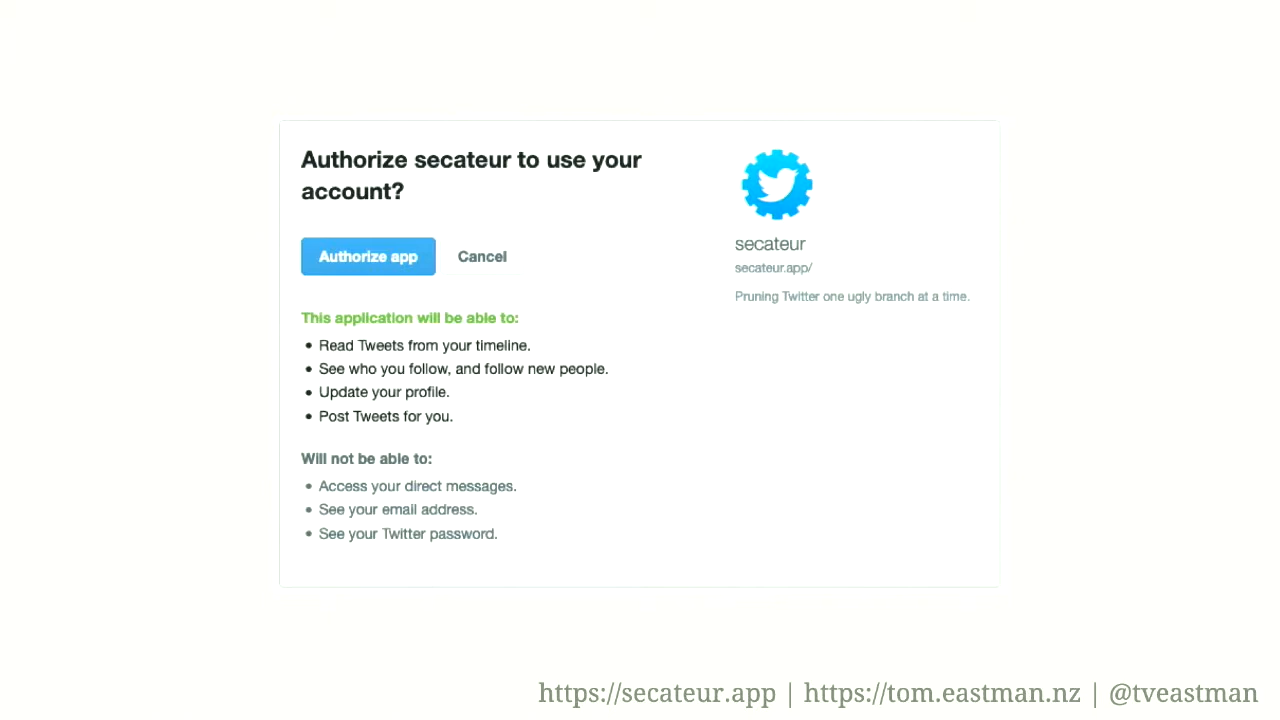 Authorize secateur to use your
account?
Authorize app
Cancel
This application will be able to:
• Read Tweets from your timeline.
• See who you follow, and follow new people.
• Update your profile.
• Post Tweets for you.
Will not be able to:
• Access your direct messages.
• See your email address.
• See your Twitter password.
secateur
secateur.app/
Pruning Twitter one ugly branch at a time.
https://secateur.app | https://tom.eastman.nz | @tveastman